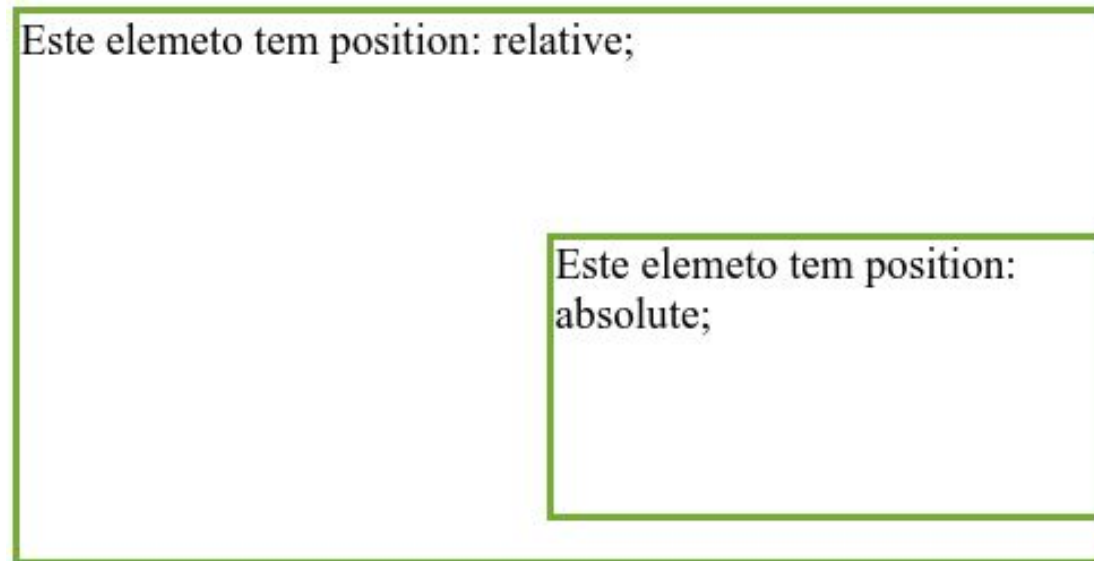 Este elemeto tem position: relative;
Este elemeto tem position:
absolute;